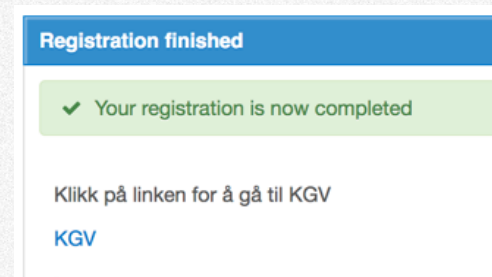 Registration finished
Your registration is now completed
Klikk på linken for å gå til KGV
KGV